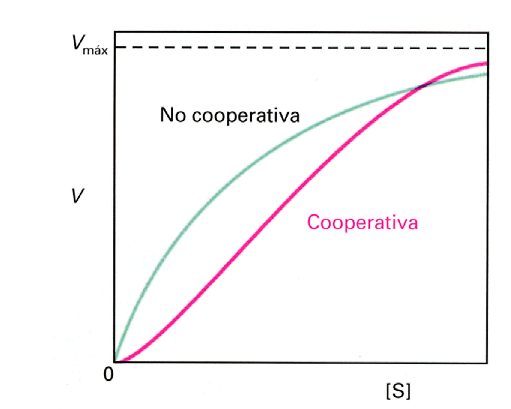 Vmáx
No cooperativa
V
Cooperativa
0
[S]